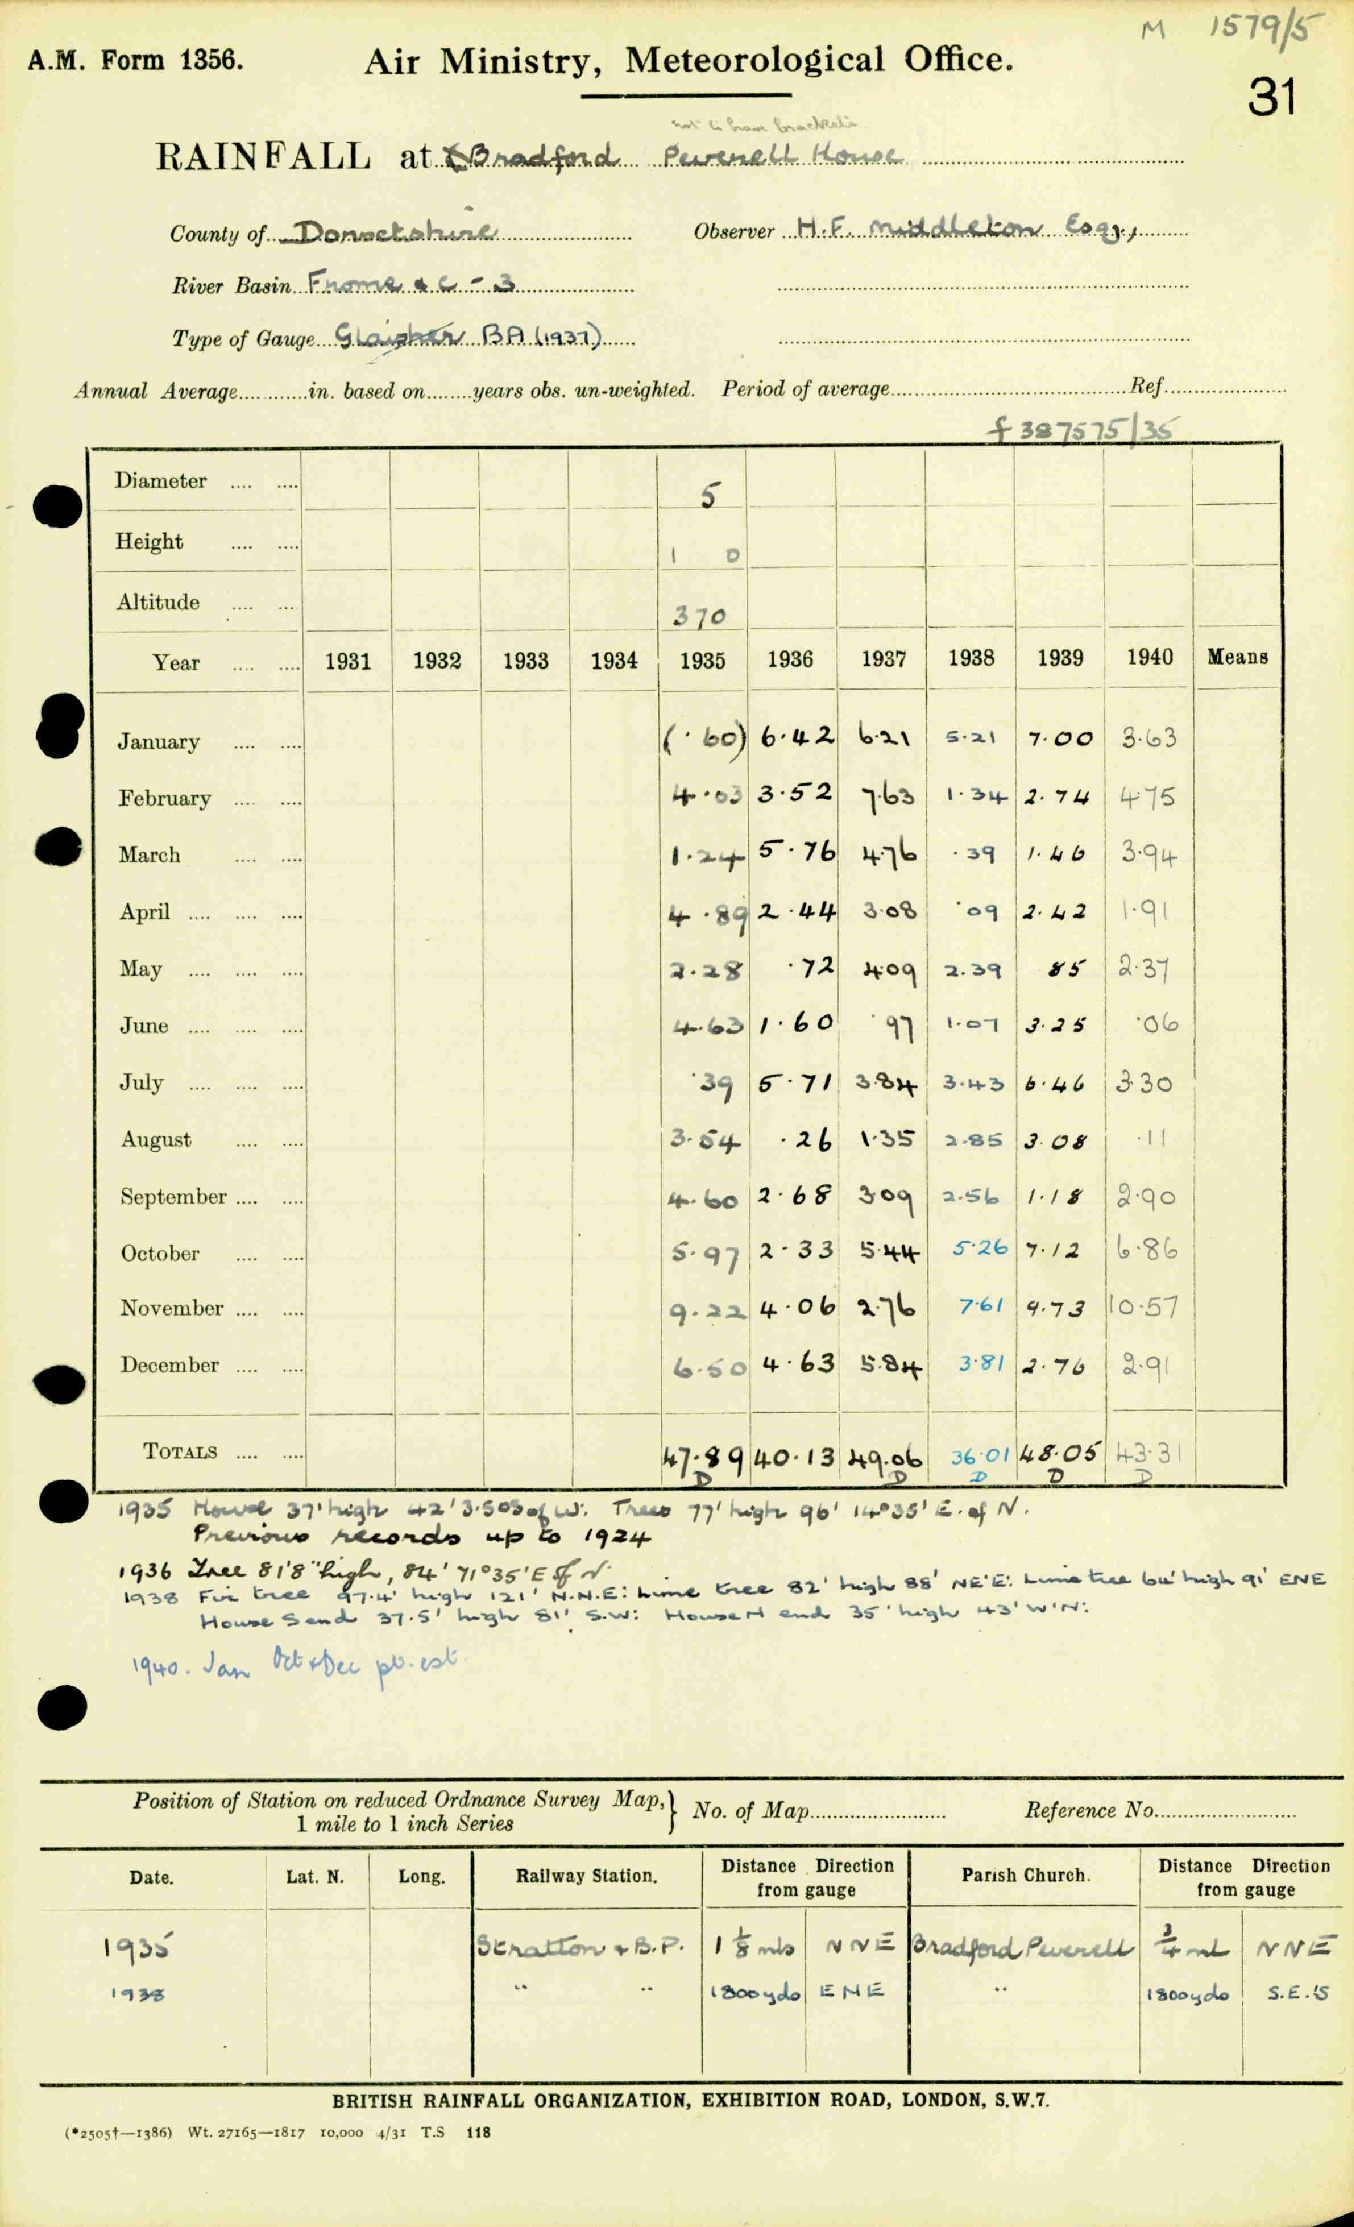 M 1579/5
A.M. Form 1356. Air Ministry, Meteorological Office.
31
not to have brackets
RAINFALL at (Bradford Peverell House
County of Dorsetshire Observer H.F. Middleton Esq.,
River Basin Frome &c - 3
Type of Gauge Glaisher BA (1937)
Annual Average............in. based on........years obs. un-weighted. Period of average.......... Ref..........
f 387575/35
Diameter .... .... 5
Height .... .... 1 0
Altitude .... ... 370
Year .... .... 1931 1932 1933 1934 1935 1936 1937 1938 1939 1940 Means
January .... .... (·60) 6·42 6·21 5·21 7·00 3·63
February .... .... 4·03 3·52 7·63 1·34 2·74 4·75
March .... .... 1·24 5·76 4·76 ·39 1·46 3·94
April .... .... .... 4·89 2·44 3·08 ·09 2·42 1·91
May .... .... .... 2·28 ·72 4·09 2·39 85 2·37
June .... .... .... 4·63 1·60 ·97 1·07 3·25 ·06
July .... .... .... ·39 5·71 3·84 3·43 6·46 3·30
August .... .... 3·54 ·26 1·35 2·85 3·08 ·11
September .... .... 4·60 2·68 3·09 2·56 1·18 2·90
October .... .... 5·97 2·33 5·44 5·26 7·12 6·86
November .... .... 9·22 4·06 2·76 7·61 9·73 10·57
December .... .... 6·50 4·63 5·84 3·81 2·76 2·91
TOTALS .... .... 47·89 40·13 49·06 36·01 48·05 43·31
D D D D D
1935 House 37' high 42' 3·50S of W: Trees 77' high 96' 14°35' E. of N.
Previous records up to 1924
1936 Tree 81'8" high, 84' 71°35' E of N
1938 Fir tree 97·4' high 121' N.N.E: Lime tree 82' high 88' NE'E: Lime tree 64' high 91' ENE
House S end 37·5' high 81' S.W: House N end 35' high 43' W'N:
1940. Jan Oct & Dec pt. est.
Position of Station on reduced Ordnance Survey Map,} No. of Map.......... Reference No..........
1 mile to 1 inch Series
Date. Lat. N. Long. Railway Station. Distance from gauge Direction Parish Church. Distance from gauge Direction
1935 Stratton & B.P. 1 1/8 mls NNE Bradford Peverell 3/4 ml NNE
1938 " " 1800yds ENE " 1800yds S.E.'S
BRITISH RAINFALL ORGANIZATION, EXHIBITION ROAD, LONDON, S.W.7.
(*2505†—1386) Wt. 27165—1817 10,000 4/31 T.S 118